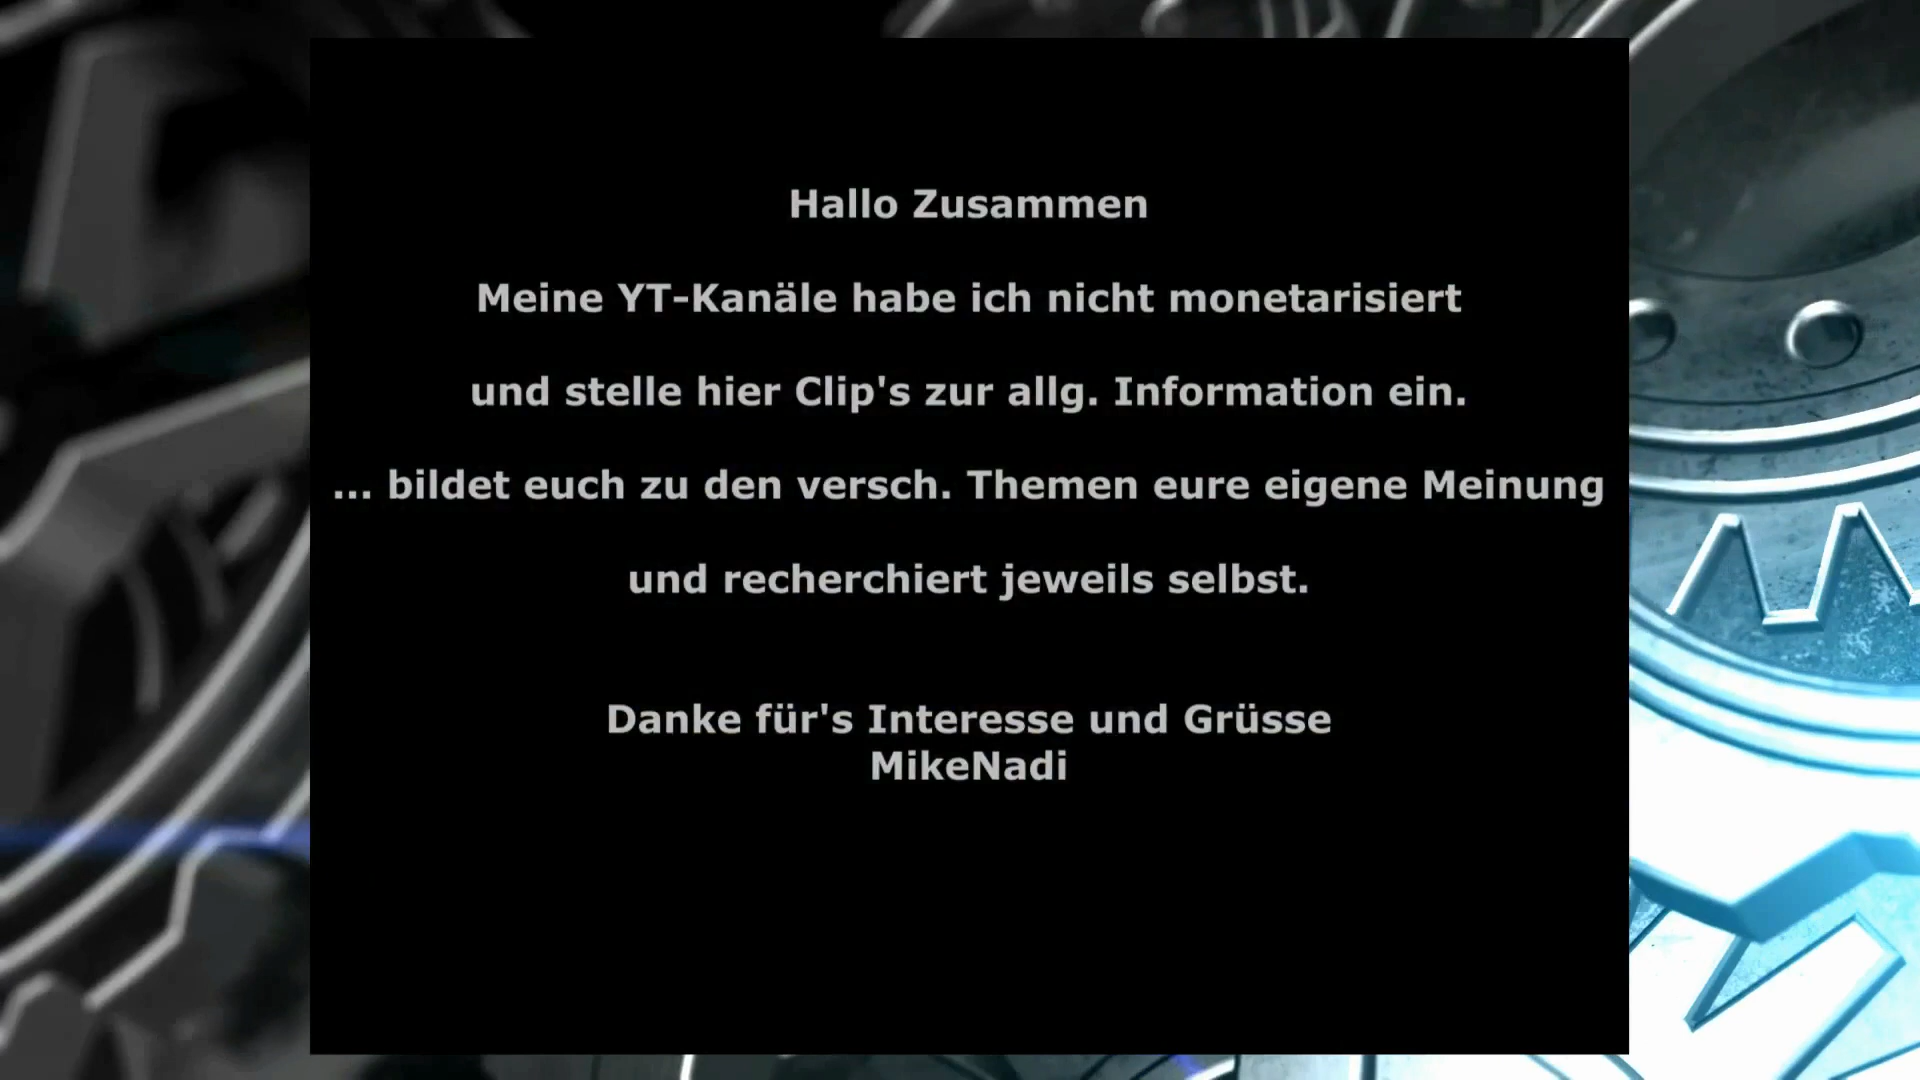 Hallo Zusammen
Meine YT-Kanäle habe ich nicht monetarisiert
und stelle hier Clip's zur allg. Information ein.
... bildet euch zu den versch. Themen eure eigene Meinung
und recherchiert jeweils selbst.
Danke für's Interesse und Grüsse
MikeNadi